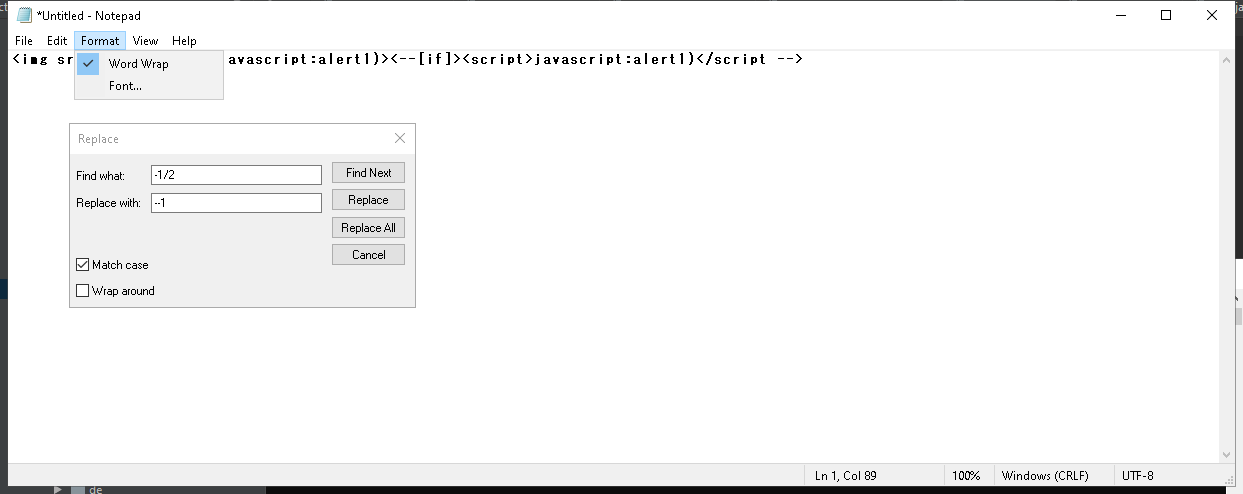 *Untitled - Notepad
File Edit Format View Help
<img sr avascript:alert1)><--[if]><script>javascript:alert1)</script -->
Word Wrap
Font...
Replace
Find what: -1/2 Find Next
Replace with: --1 Replace
Replace All
Cancel
Match case
Wrap around
Ln 1, Col 89 100% Windows (CRLF) UTF-8
de